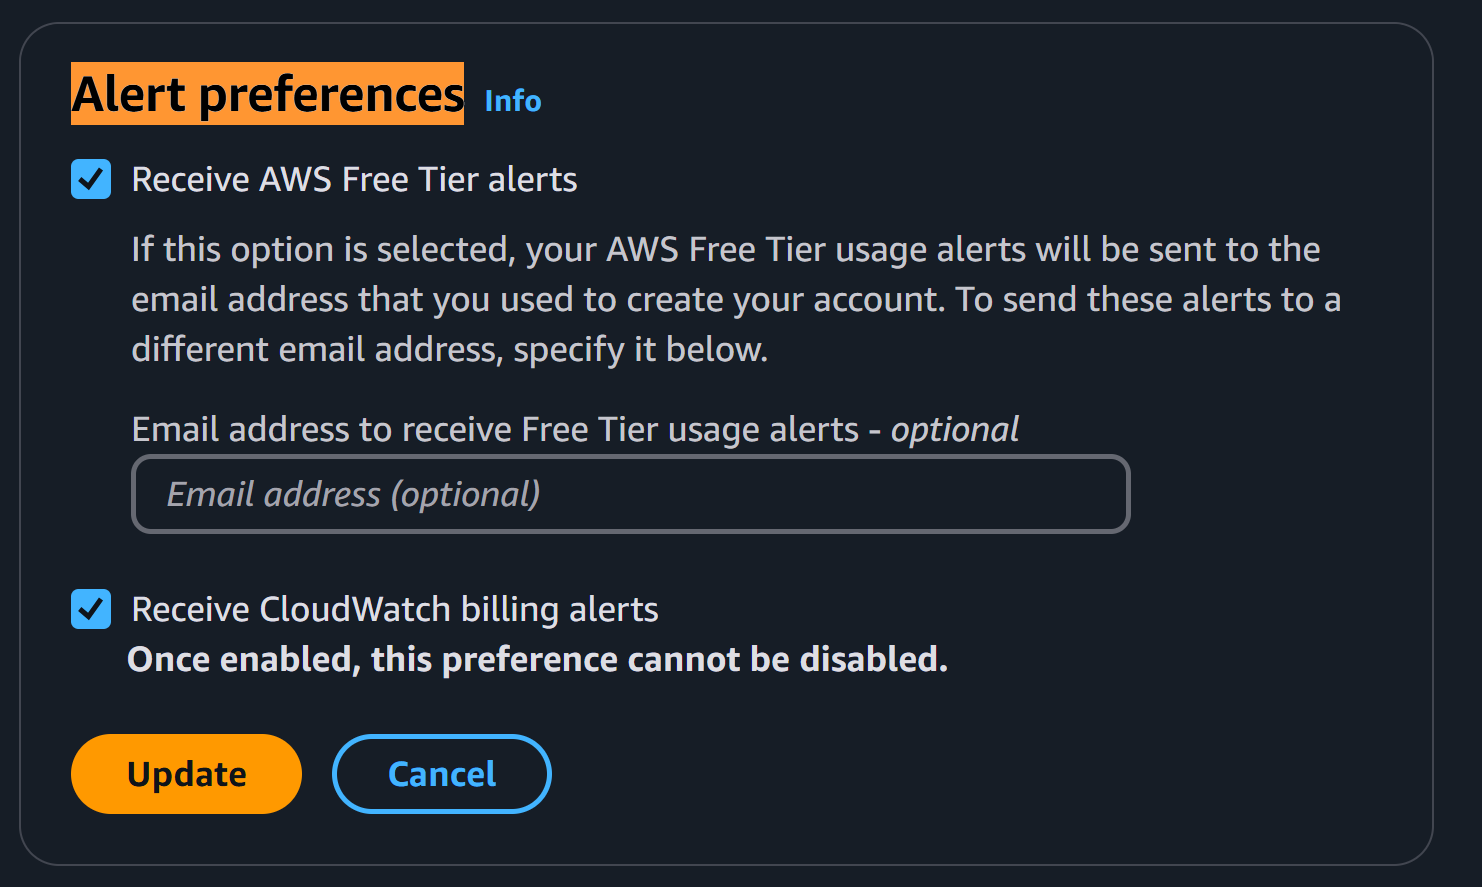 Alert preferences Info
Receive AWS Free Tier alerts
If this option is selected, your AWS Free Tier usage alerts will be sent to the
email address that you used to create your account. To send these alerts to a
different email address, specify it below.
Email address to receive Free Tier usage alerts - optional
Email address (optional)
Receive CloudWatch billing alerts
Once enabled, this preference cannot be disabled.
Update Cancel